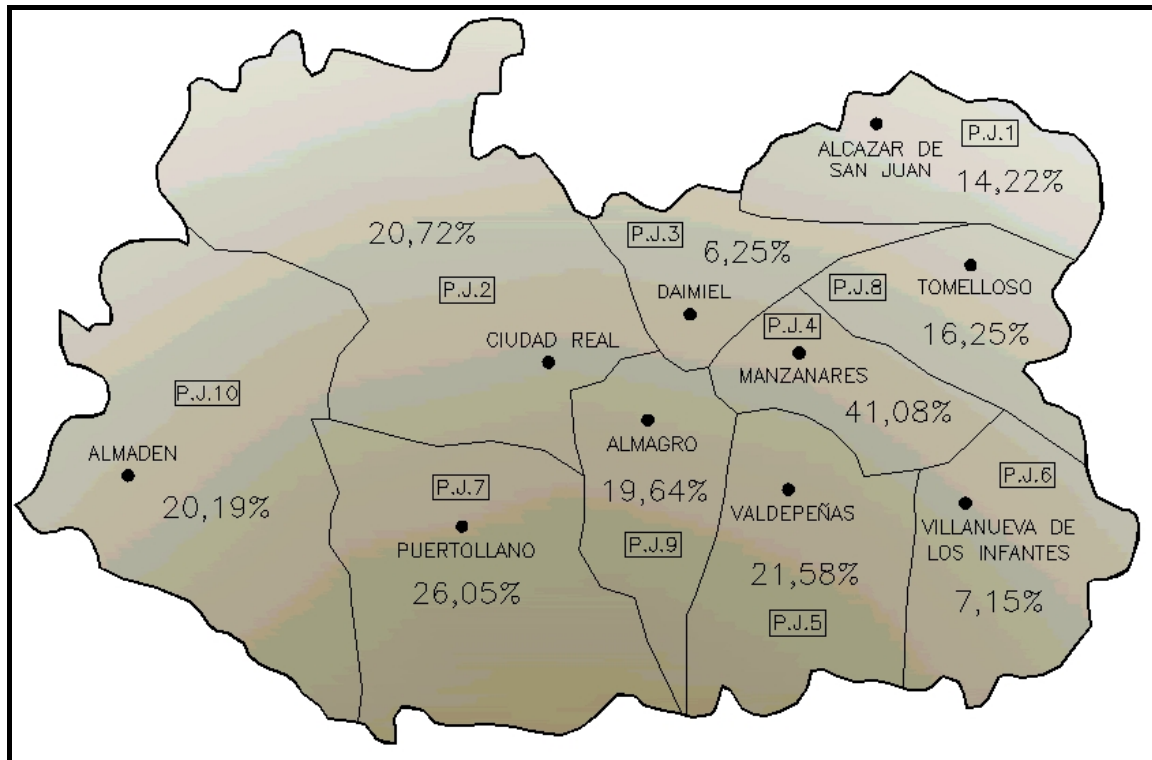 P.J.1
ALCAZAR DE
SAN JUAN
14,22%
20,72%
P.J.2
CIUDAD REAL
P.J.3
6,25%
DAIMIEL
P.J.8
TOMELLOSO
16,25%
P.J.4
MANZANARES
41,08%
P.J.10
ALMADEN
20,19%
P.J.7
PUERTOLLANO
26,05%
ALMAGRO
19,64%
P.J.9
VALDEPEÑAS
21,58%
P.J.5
P.J.6
VILLANUEVA DE
LOS INFANTES
7,15%